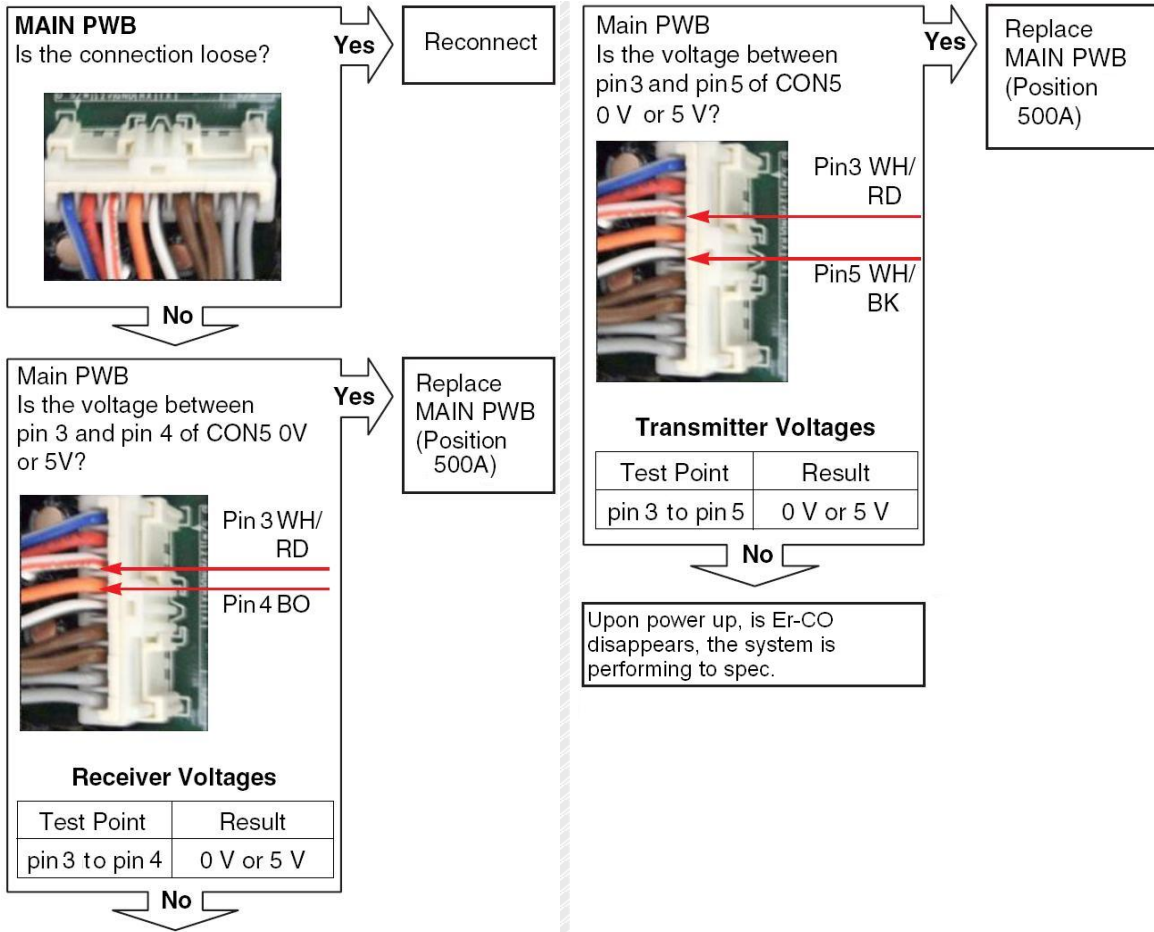 MAIN PWB
Is the connection loose?
Yes
Reconnect
No
Main PWB
Is the voltage between
pin 3 and pin 4 of CON5 0V
or 5V?
Yes
Replace
MAIN PWB
(Position
500A)
Pin 3 WH/
RD
Pin 4 BO
Receiver Voltages
Test Point
Result
pin 3 to pin 4
0 V or 5 V
No
Main PWB
Is the voltage between
pin 3 and pin 5 of CON5
0 V or 5 V?
Yes
Replace
MAIN PWB
(Position
500A)
Pin3 WH/
RD
Pin5 WH/
BK
Transmitter Voltages
Test Point
Result
pin 3 to pin 5
0 V or 5 V
No
Upon power up, is Er-CO
disappears, the system is
performing to spec.